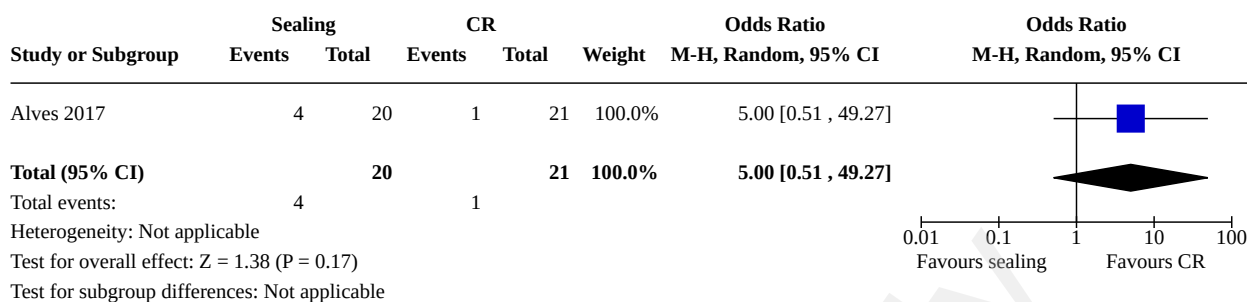 Sealing CR Odds Ratio Odds Ratio
Study or Subgroup Events Total Events Total Weight M-H, Random, 95% CI M-H, Random, 95% CI
Alves 2017 4 20 1 21 100.0% 5.00 [0.51 , 49.27]
Total (95% CI) 20 21 100.0% 5.00 [0.51 , 49.27]
Total events: 4 1
Heterogeneity: Not applicable
0.01 0.1 1 10 100
Test for overall effect: Z = 1.38 (P = 0.17)
Favours sealing Favours CR
Test for subgroup differences: Not applicable